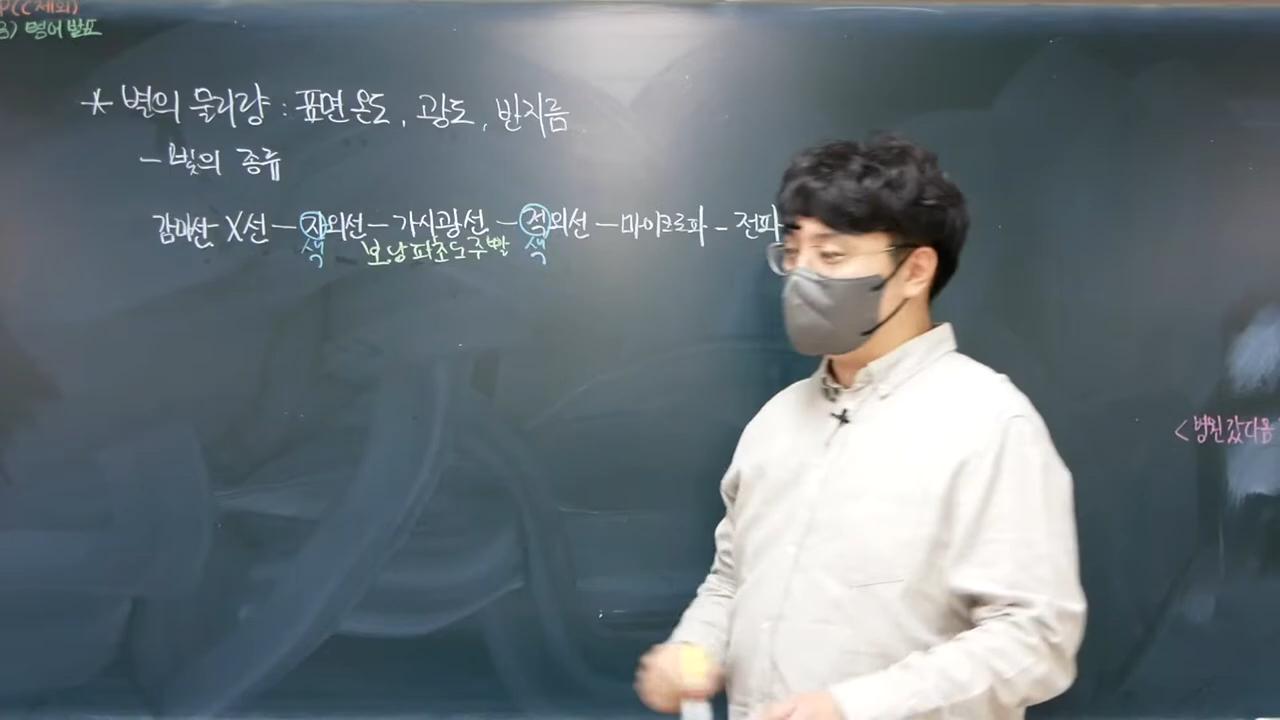 P(C 제외)
3) 영어 발표
* 별의 물리량 : 표면온도, 광도, 반지름
- 빛의 종류
감마선 - X선 - 자외선 - 가시광선 - 적외선 - 마이크로파 - 전파
색 보남파초노주빨 색
<병원 갔다옴